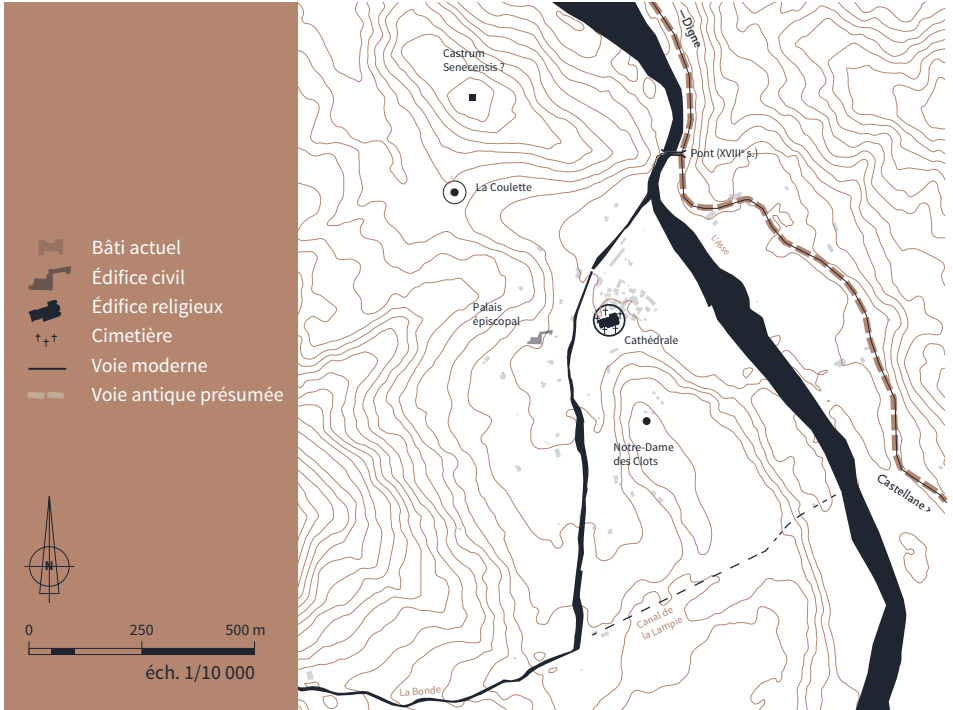 Bâti actuel
Édifice civil
Édifice religieux
Cimetière
Voie moderne
Voie antique présumée
N
0 250 500 m
éch. 1/10 000
Castrum
Senecensis ?
—Digne
Pont (XVIIIᵉ s.)
La Coulette
L'Asse
Palais
épiscopal
Cathédrale
Notre-Dame
des Clots
Castellane ›
Canal de
la Lampie
La Bonde